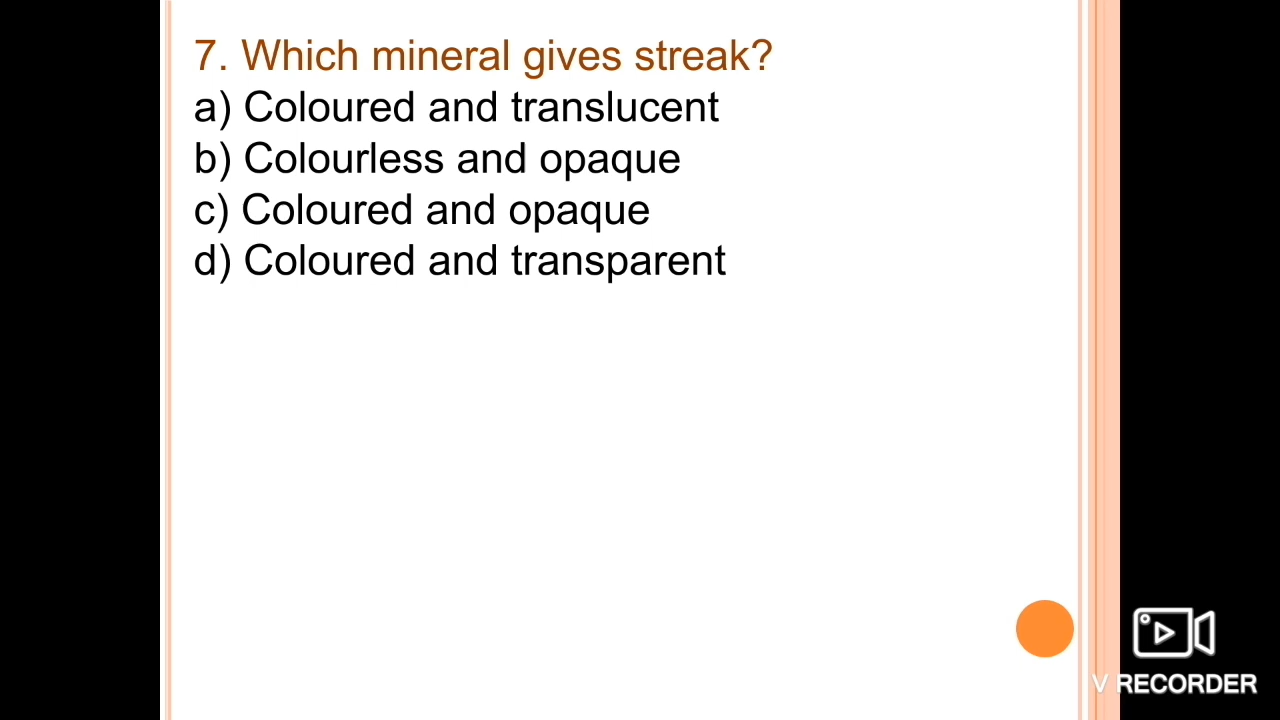 7. Which mineral gives streak?
a) Coloured and translucent
b) Colourless and opaque
c) Coloured and opaque
d) Coloured and transparent
V RECORDER